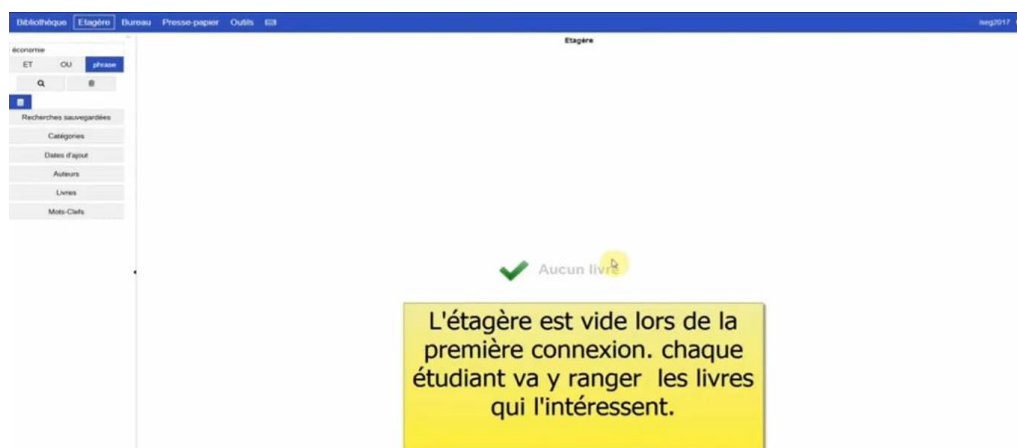 Bibliothèque Etagère Bureau Presse-papier Outils
iseg2017
Etagère
économie
ET OU phrase
Recherches sauvegardées
Catégories
Dates d'ajout
Auteurs
Livres
Mots-Clefs
Aucun livre
L'étagère est vide lors de la
première connexion. chaque
étudiant va y ranger les livres
qui l'intéressent.